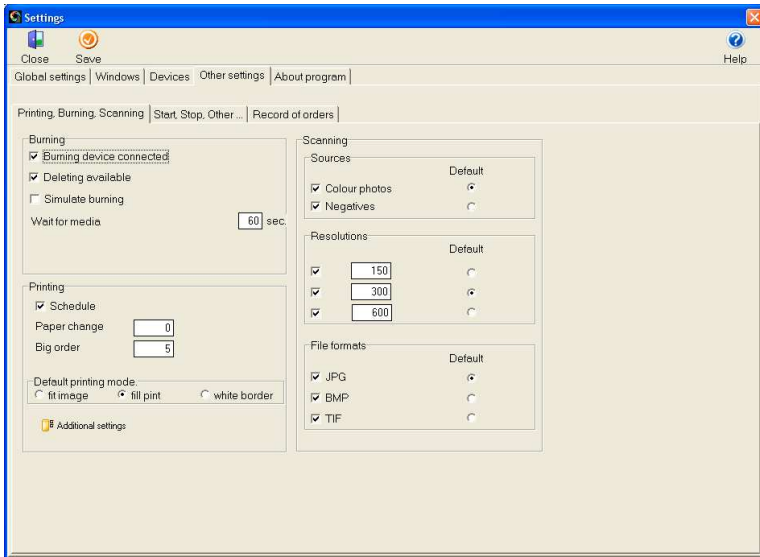 Settings
Close Save Help
Global settings Windows Devices Other settings About program
Printing, Burning, Scanning Start, Stop, Other ... Record of orders
Burning
Burning device connected
Deleting available
Simulate burning
Wait for media 60 sec.
Printing
Schedule
Paper change 0
Big order 5
Default printing mode.
fit image fill pint white border
Additional settings
Scanning
Sources
Default
Colour photos
Negatives
Resolutions
Default
150
300
600
File formats
Default
JPG
BMP
TIF